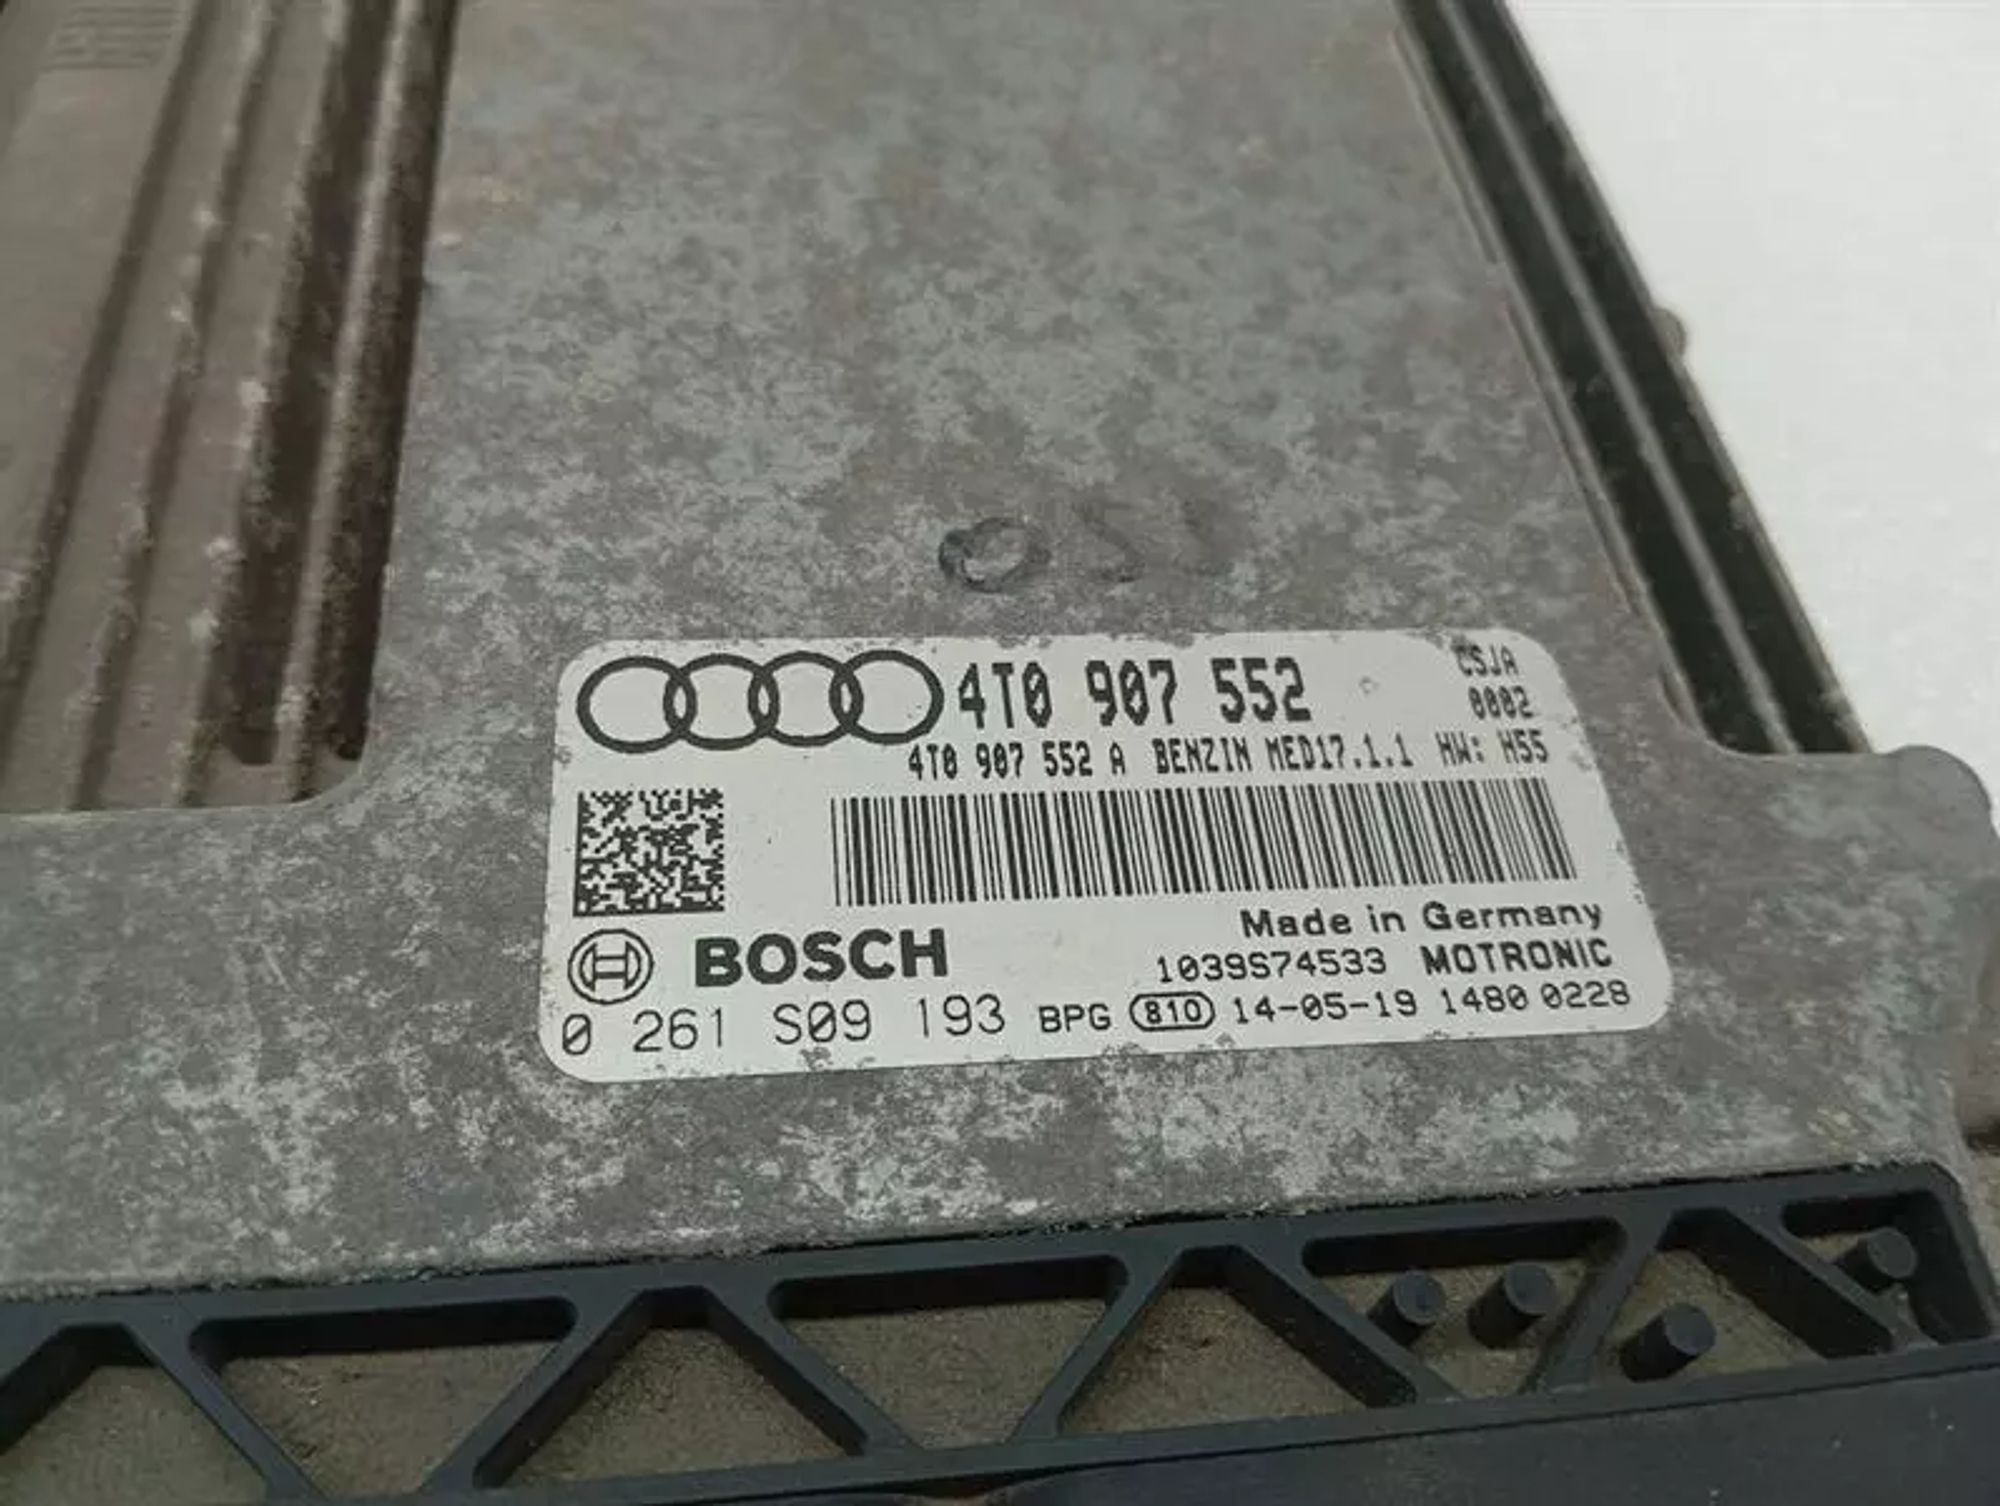 4T0 907 552 CSJA
0002
4T0 907 552 A BENZIN MED17.1.1 HW: H55
Made in Germany
BOSCH 1039S74533 MOTRONIC
0 261 S09 193 BPG 810 14-05-19 1480 0228